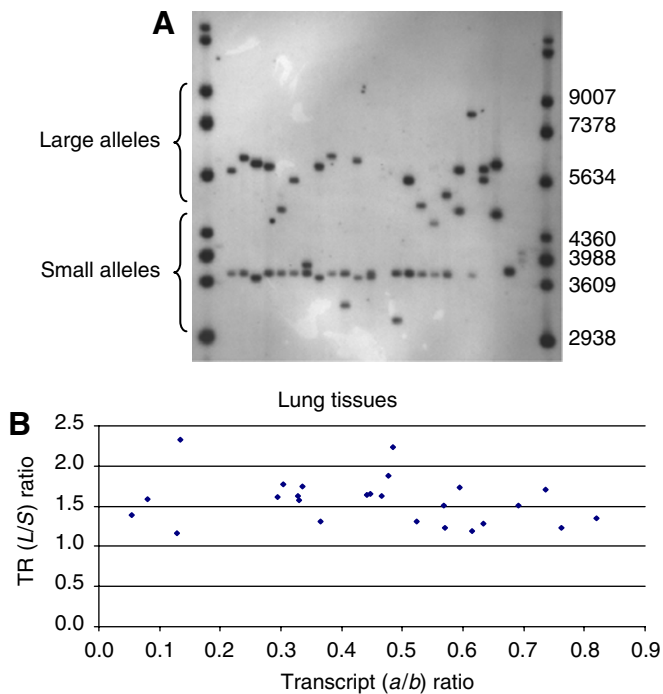 A
Large alleles
Small alleles
9007
7378
5634
4360
3988
3609
2938
B
Lung tissues
TR (L/S) ratio
2.5
2.0
1.5
1.0
0.5
0.0
0.0 0.1 0.2 0.3 0.4 0.5 0.6 0.7 0.8 0.9
Transcript (a/b) ratio